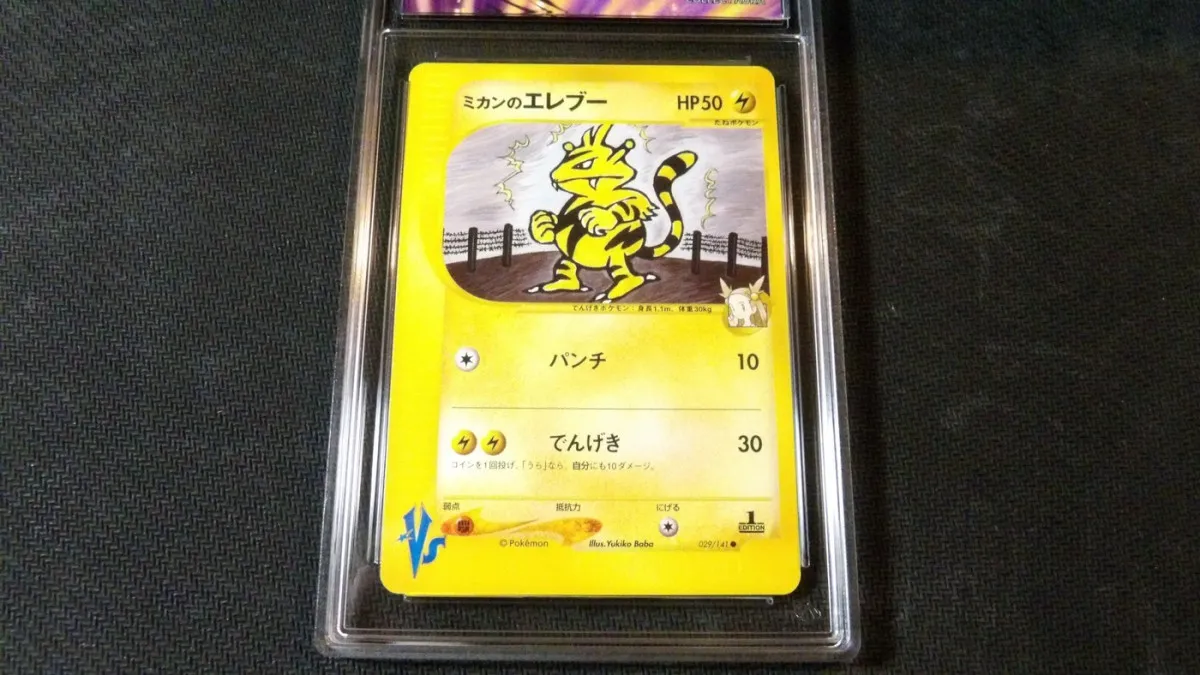 ミカンのエレブー HP50
たねポケモン
でんげきポケモン：身長1.1m、体重30kg
パンチ 10
でんげき 30
コインを1回投げ、「うら」なら、自分にも10ダメージ。
弱点 抵抗力 にげる
1
EDITION
VS
© Pokémon Illus.Yukiko Baba 029/141